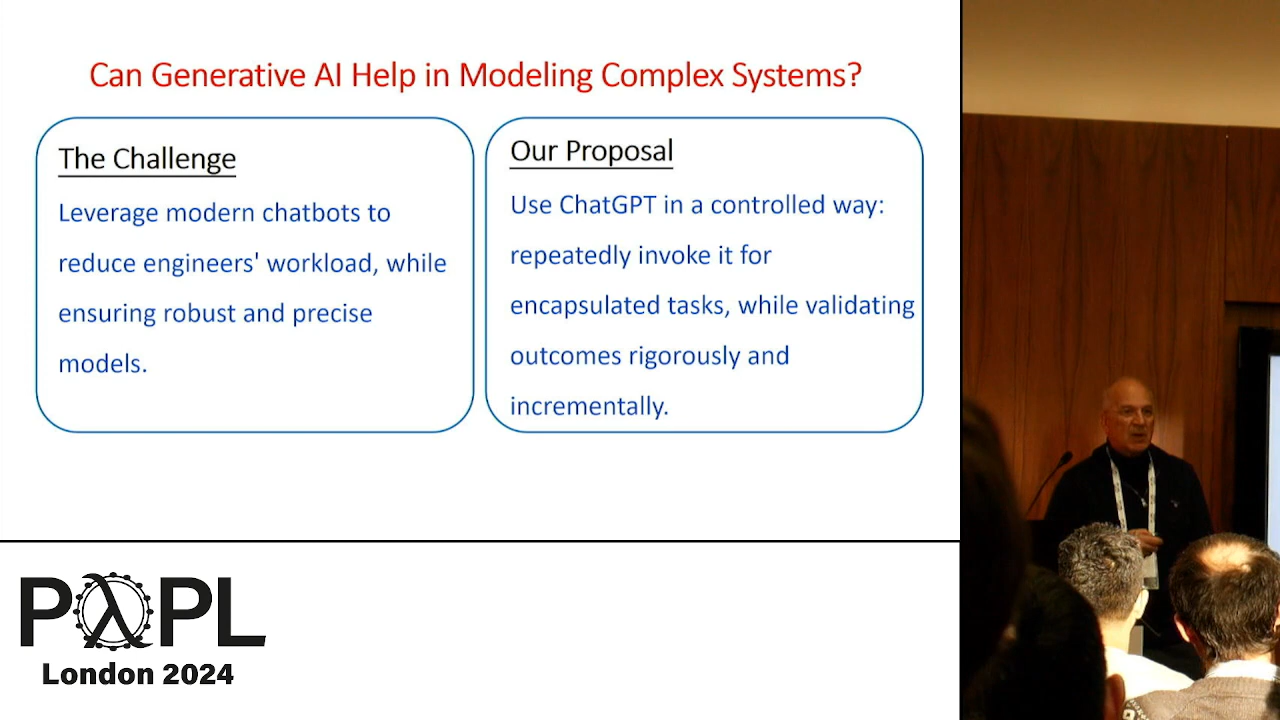 Can Generative AI Help in Modeling Complex Systems?
The Challenge
Leverage modern chatbots to
reduce engineers' workload, while
ensuring robust and precise
models.
Our Proposal
Use ChatGPT in a controlled way:
repeatedly invoke it for
encapsulated tasks, while validating
outcomes rigorously and
incrementally.
PλPL
London 2024